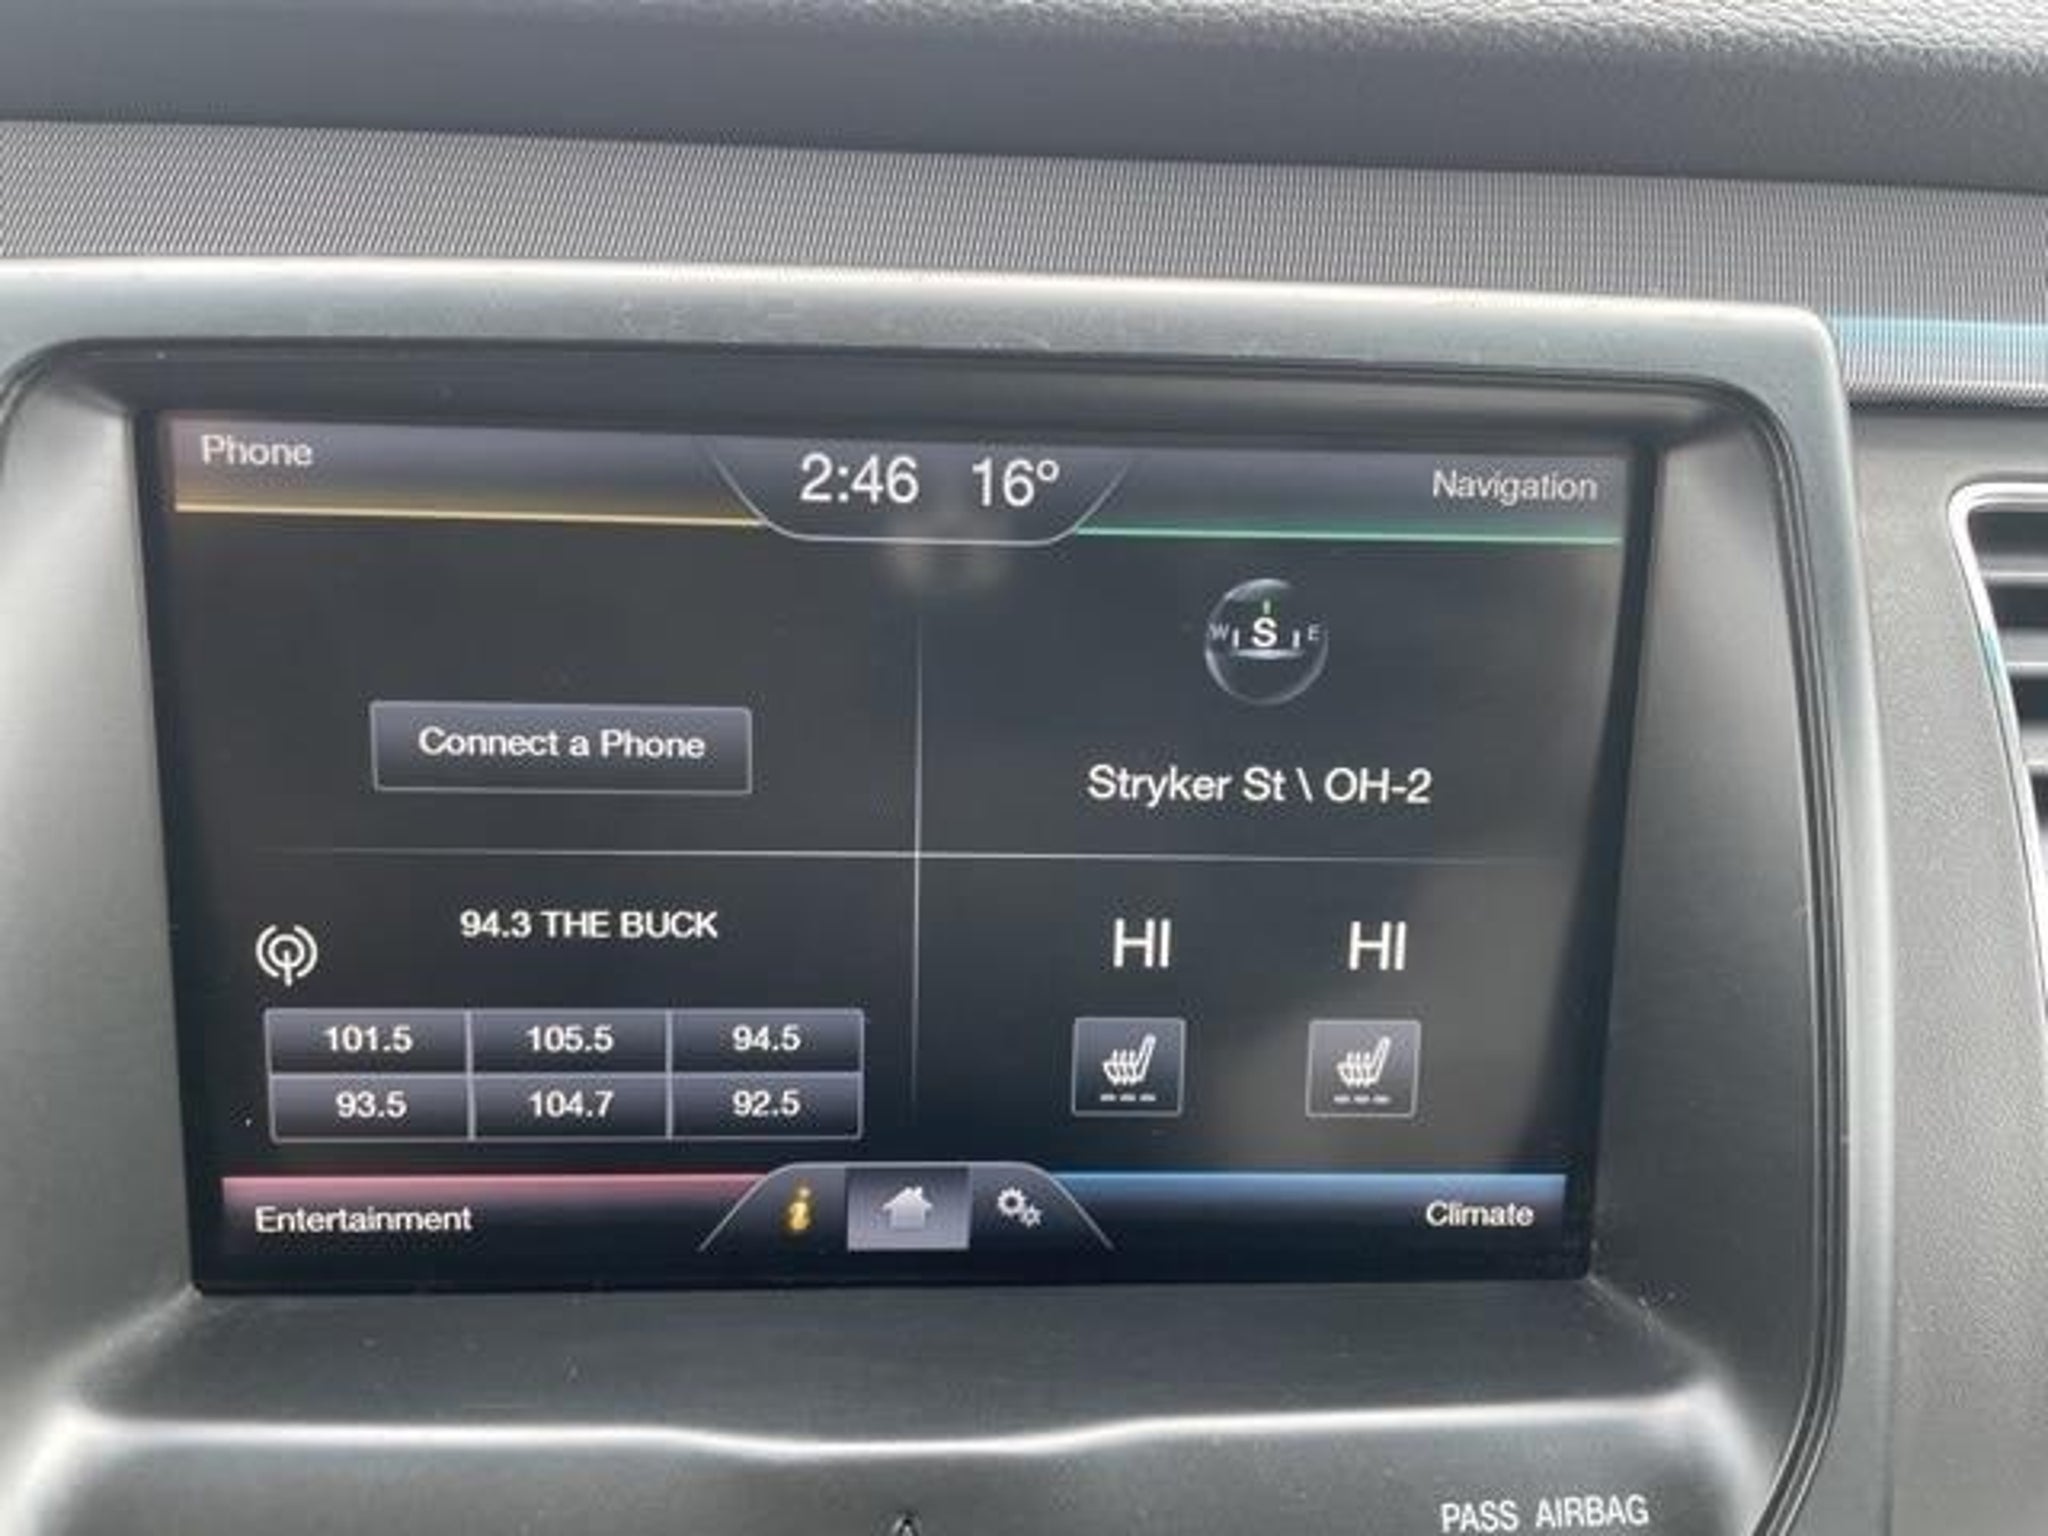 Phone
2:46 16°
Navigation
W S E
Connect a Phone
Stryker St \ OH-2
94.3 THE BUCK
HI HI
101.5 105.5 94.5
93.5 104.7 92.5
Entertainment
i
Climate
PASS AIRBAG